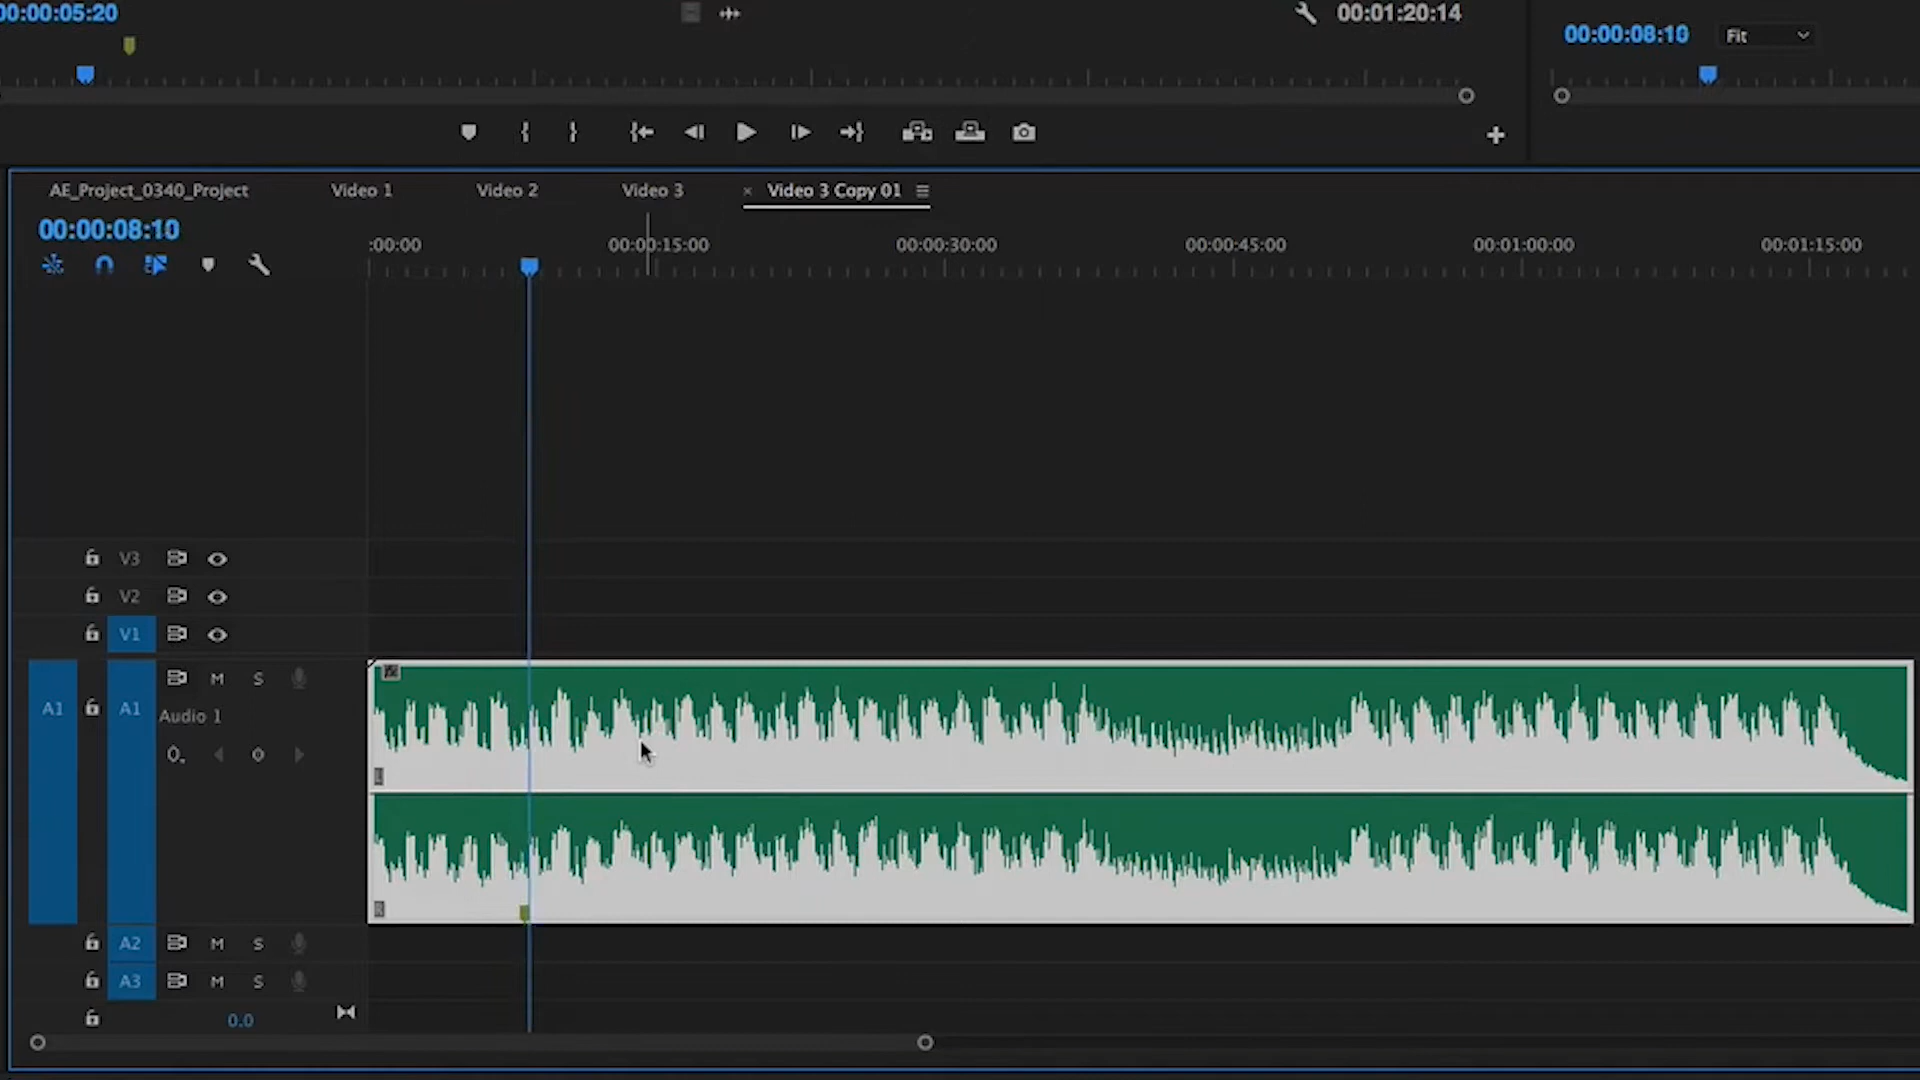 00:00:05:20
00:01:20:14
00:00:08:10 Fit
AE_Project_0340_Project Video 1 Video 2 Video 3 × Video 3 Copy 01
00:00:08:10
:00:00 00:00:15:00 00:00:30:00 00:00:45:00 00:01:00:00 00:01:15:00
V3
V2
V1
fx
M S
A1 A1 Audio 1
L
R
A2 M S
A3 M S
0.0